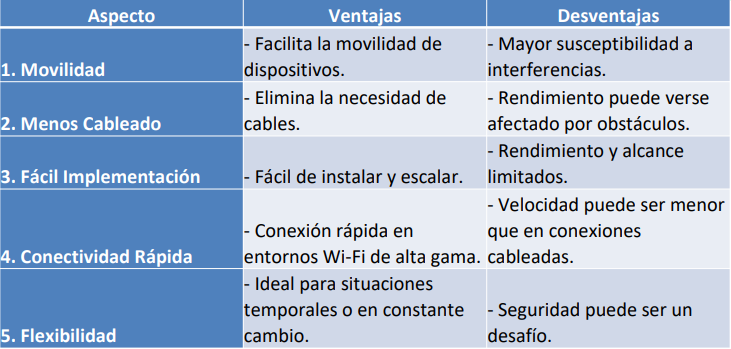 Aspecto Ventajas Desventajas
1. Movilidad
- Facilita la movilidad de
dispositivos.
- Mayor susceptibilidad a
interferencias.
2. Menos Cableado
- Elimina la necesidad de
cables.
- Rendimiento puede verse
afectado por obstáculos.
3. Fácil Implementación
- Fácil de instalar y escalar.
- Rendimiento y alcance
limitados.
4. Conectividad Rápida
- Conexión rápida en
entornos Wi-Fi de alta gama.
- Velocidad puede ser menor
que en conexiones
cableadas.
5. Flexibilidad
- Ideal para situaciones
temporales o en constante
cambio.
- Seguridad puede ser un
desafío.